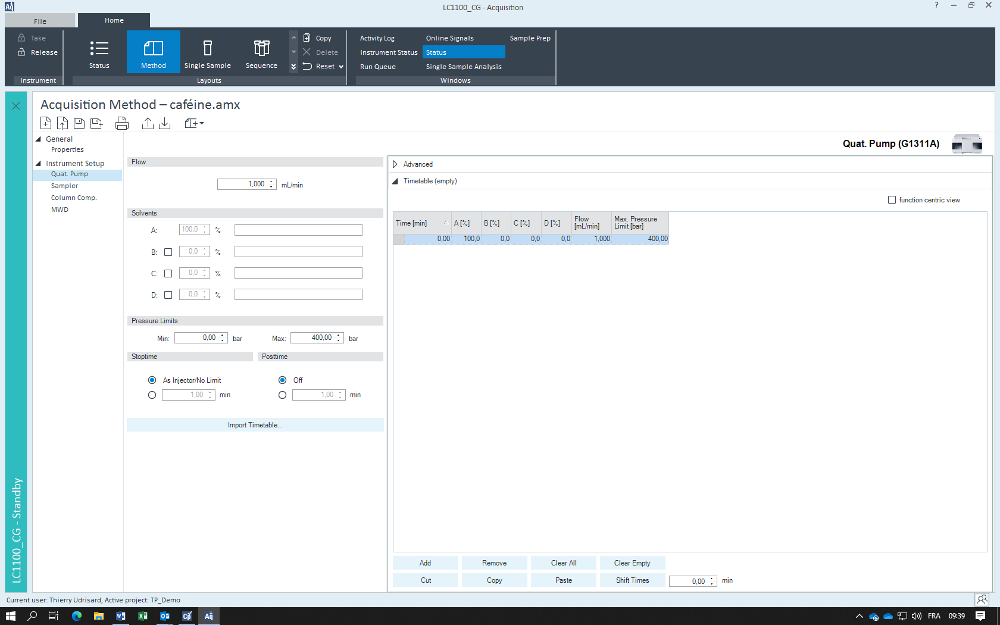 Aq
LC1100_CG - Acquisition
?
File
Home
Take
Release
Instrument
Status
Method
Single Sample
Sequence
Copy
Delete
Reset
Layouts
Activity Log
Online Signals
Sample Prep
Instrument Status
Status
Run Queue
Single Sample Analysis
Windows
Acquisition Method – caféine.amx
General
Properties
Instrument Setup
Quat. Pump
Sampler
Column Comp.
MWD
Quat. Pump (G1311A)
Flow
1,000 mL/min
Solvents
A: 100,0 %
B: 0,0 %
C: 0,0 %
D: 0,0 %
Pressure Limits
Min: 0,00 bar Max: 400,00 bar
Stoptime
Posttime
As Injector/No Limit
Off
1,00 min
1,00 min
Import Timetable...
Advanced
Timetable (empty)
function centric view
Time [min] A [%] B [%] C [%] D [%] Flow [mL/min] Max. Pressure Limit [bar]
0,00 100,0 0,0 0,0 0,0 1,000 400,00
Add Remove Clear All Clear Empty
Cut Copy Paste Shift Times 0,00 min
LC1100_CG - Standby
Current user: Thierry Udrisard, Active project: TP_Demo
Cp Aq
FRA 09:39